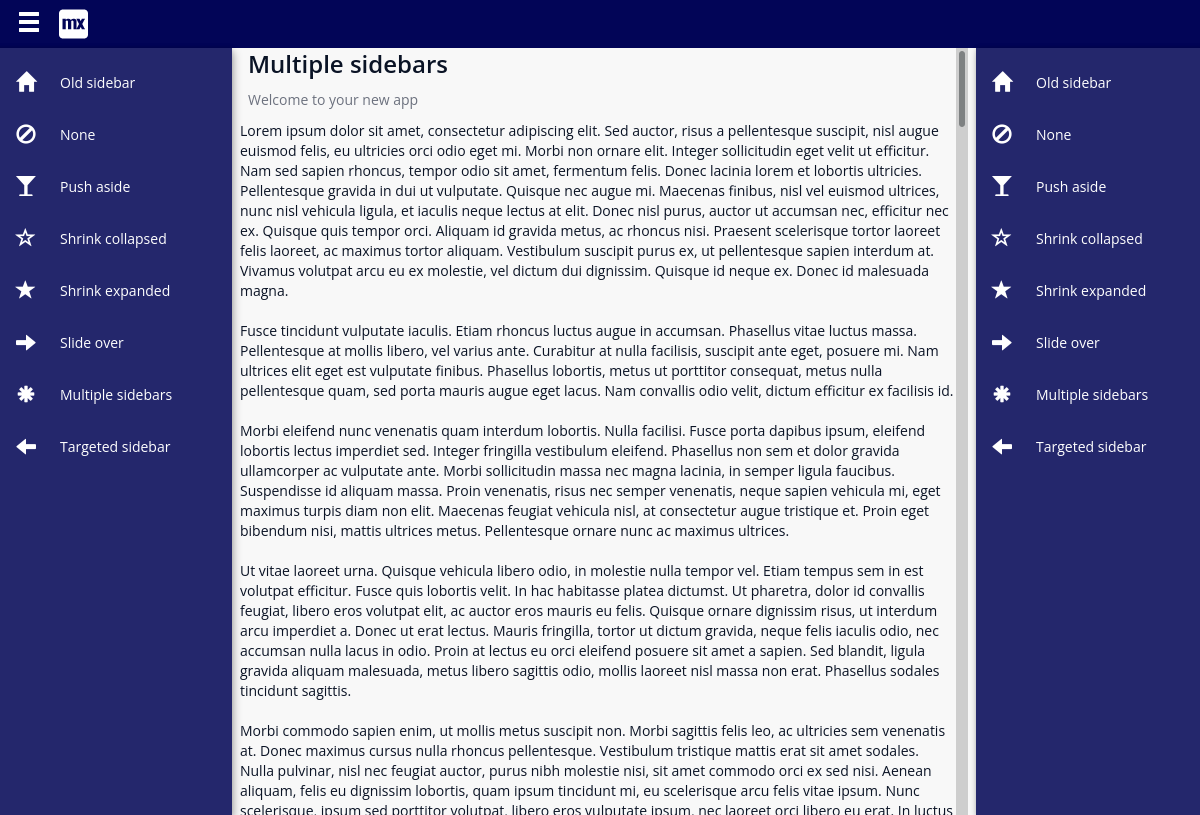 mx
Old sidebar
None
Push aside
Shrink collapsed
Shrink expanded
Slide over
Multiple sidebars
Targeted sidebar
Multiple sidebars
Welcome to your new app
Lorem ipsum dolor sit amet, consectetur adipiscing elit. Sed auctor, risus a pellentesque suscipit, nisl augue
euismod felis, eu ultricies orci odio eget mi. Morbi non ornare elit. Integer sollicitudin eget velit ut efficitur.
Nam sed sapien rhoncus, tempor odio sit amet, fermentum felis. Donec lacinia lorem et lobortis ultricies.
Pellentesque gravida in dui ut vulputate. Quisque nec augue mi. Maecenas finibus, nisl vel euismod ultrices,
nunc nisl vehicula ligula, et iaculis neque lectus at elit. Donec nisl purus, auctor ut accumsan nec, efficitur nec
ex. Quisque quis tempor orci. Aliquam id gravida metus, ac rhoncus nisi. Praesent scelerisque tortor laoreet
felis laoreet, ac maximus tortor aliquam. Vestibulum suscipit purus ex, ut pellentesque sapien interdum at.
Vivamus volutpat arcu eu ex molestie, vel dictum dui dignissim. Quisque id neque ex. Donec id malesuada
magna.
Fusce tincidunt vulputate iaculis. Etiam rhoncus luctus augue in accumsan. Phasellus vitae luctus massa.
Pellentesque at mollis libero, vel varius ante. Curabitur at nulla facilisis, suscipit ante eget, posuere mi. Nam
ultrices elit eget est vulputate finibus. Phasellus lobortis, metus ut porttitor consequat, metus nulla
pellentesque quam, sed porta mauris augue eget lacus. Nam convallis odio velit, dictum efficitur ex facilisis id.
Morbi eleifend nunc venenatis quam interdum lobortis. Nulla facilisi. Fusce porta dapibus ipsum, eleifend
lobortis lectus imperdiet sed. Integer fringilla vestibulum eleifend. Phasellus non sem et dolor gravida
ullamcorper ac vulputate ante. Morbi sollicitudin massa nec magna lacinia, in semper ligula faucibus.
Suspendisse id aliquam massa. Proin venenatis, risus nec semper venenatis, neque sapien vehicula mi, eget
maximus turpis diam non elit. Maecenas feugiat vehicula nisl, at consectetur augue tristique et. Proin eget
bibendum nisi, mattis ultrices metus. Pellentesque ornare nunc ac maximus ultrices.
Ut vitae laoreet urna. Quisque vehicula libero odio, in molestie nulla tempor vel. Etiam tempus sem in est
volutpat efficitur. Fusce quis lobortis velit. In hac habitasse platea dictumst. Ut pharetra, dolor id convallis
feugiat, libero eros volutpat elit, ac auctor eros mauris eu felis. Quisque ornare dignissim risus, ut interdum
arcu imperdiet a. Donec ut erat lectus. Mauris fringilla, tortor ut dictum gravida, neque felis iaculis odio, nec
accumsan nulla lacus in odio. Proin at lectus eu orci eleifend posuere sit amet a sapien. Sed blandit, ligula
gravida aliquam malesuada, metus libero sagittis odio, mollis laoreet nisl massa non erat. Phasellus sodales
tincidunt sagittis.
Morbi commodo sapien enim, ut mollis metus suscipit non. Morbi sagittis felis leo, ac ultricies sem venenatis
at. Donec maximus cursus nulla rhoncus pellentesque. Vestibulum tristique mattis erat sit amet sodales.
Nulla pulvinar, nisl nec feugiat auctor, purus nibh molestie nisi, sit amet commodo orci ex sed nisi. Aenean
aliquam, felis eu dignissim lobortis, quam ipsum tincidunt mi, eu scelerisque arcu felis vitae ipsum. Nunc
scelerisque, ipsum sed porttitor volutpat, libero eros vulputate ipsum, nec laoreet orci libero eu erat. In luctus
Old sidebar
None
Push aside
Shrink collapsed
Shrink expanded
Slide over
Multiple sidebars
Targeted sidebar